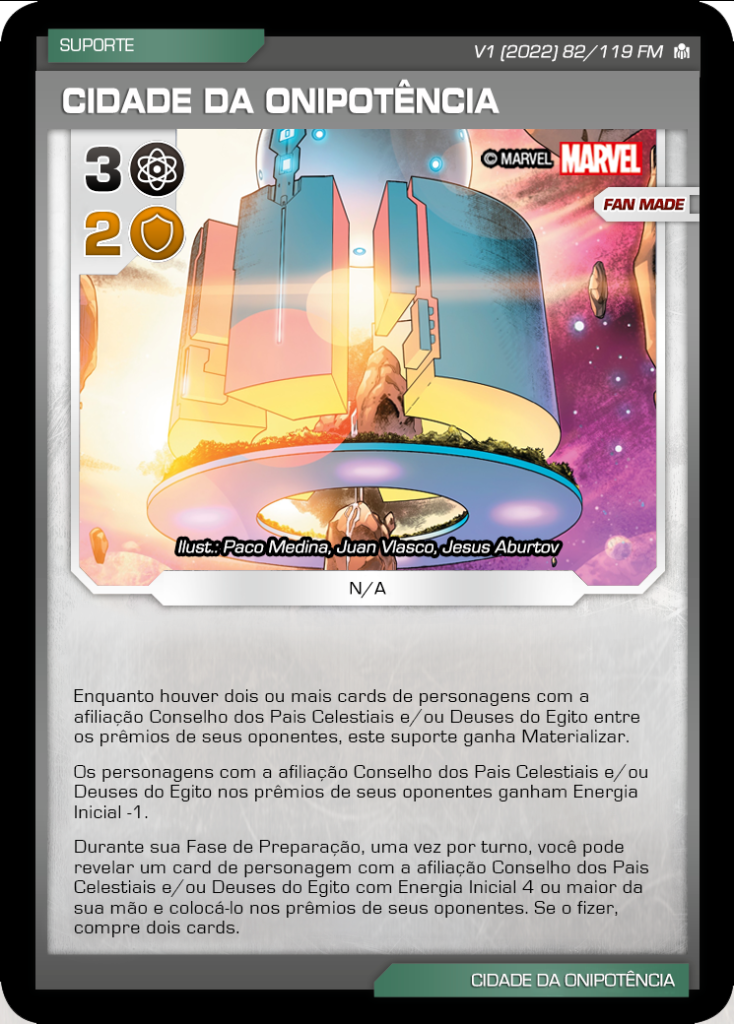 SUPORTE
V1 (2022) 82/119 FM
CIDADE DA ONIPOTÊNCIA
3
© MARVEL MARVEL
FAN MADE
2
Ilust.: Paco Medina, Juan Vlasco, Jesus Aburtov
N/A
Enquanto houver dois ou mais cards de personagens com a
afiliação Conselho dos Pais Celestiais e/ou Deuses do Egito entre
os prêmios de seus oponentes, este suporte ganha Materializar.
Os personagens com a afiliação Conselho dos Pais Celestiais e/ou
Deuses do Egito nos prêmios de seus oponentes ganham Energia
Inicial -1.
Durante sua Fase de Preparação, uma vez por turno, você pode
revelar um card de personagem com a afiliação Conselho dos Pais
Celestiais e/ou Deuses do Egito com Energia Inicial 4 ou maior da
sua mão e colocá-lo nos prêmios de seus oponentes. Se o fizer,
compre dois cards.
CIDADE DA ONIPOTÊNCIA